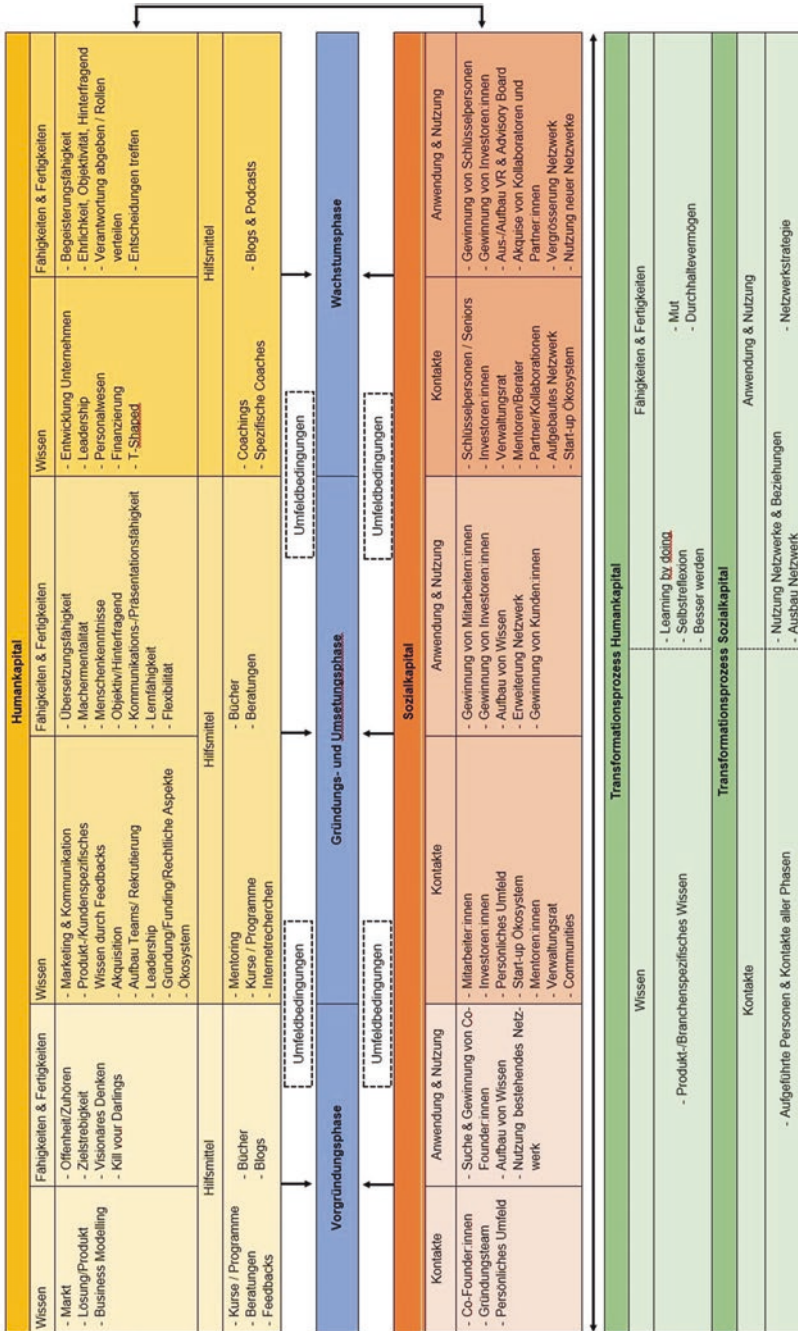 Humankapital
Wissen
- Markt
- Lösung/Produkt
- Business Modelling
Fähigkeiten & Fertigkeiten
- Offenheit/Zuhören
- Zielstrebigkeit
- Visionäres Denken
- Kill your Darlings
Wissen
- Marketing & Kommunikation
- Produkt-/Kundenspezifisches
Wissen durch Feedbacks
- Akquisition
- Aufbau Teams/ Rekrutierung
- Leadership
- Gründung/Funding/Rechtliche Aspekte
- Ökosystem
Fähigkeiten & Fertigkeiten
- Übersetzungsfähigkeit
- Machermentalität
- Menschenkenntnisse
- Objektiv/Hinterfragend
- Kommunikations-/Präsentationsfähigkeit
- Lernfähigkeit
- Flexibilität
Wissen
- Entwicklung Unternehmen
- Leadership
- Personalwesen
- Finanzierung
- T-Shaped
Fähigkeiten & Fertigkeiten
- Begeisterungsfähigkeit
- Ehrlichkeit, Objektivität, Hinterfragend
- Verantwortung abgeben / Rollen
verteilen
- Entscheidungen treffen
Hilfsmittel
- Kurse / Programme
- Beratungen
- Feedbacks
- Bücher
- Blogs
Hilfsmittel
- Mentoring
- Kurse / Programme
- Internetrecherchen
- Bücher
- Beratungen
Hilfsmittel
- Coachings
- Spezifische Coaches
- Blogs & Podcasts
Umfeldbedingungen
Umfeldbedingungen
Vorgründungsphase
Gründungs- und Umsetungsphase
Wachstumsphase
Umfeldbedingungen
Umfeldbedingungen
Sozialkapital
Kontakte
- Co-Founder:innen
- Gründungsteam
- Persönliches Umfeld
Anwendung & Nutzung
- Suche & Gewinnung von Co-
Founder:innen
- Aufbau von Wissen
- Nutzung bestehendes Netz-
werk
Kontakte
- Mitarbeiter:innen
- Investoren:innen
- Persönliches Umfeld
- Start-up Ökosystem
- Mentoren:innen
- Verwaltungsrat
- Communities
Anwendung & Nutzung
- Gewinnung von Mitarbeitern:innen
- Gewinnung von Investoren:innen
- Aufbau von Wissen
- Erweiterung Netzwerk
- Gewinnung von Kunden:innen
Kontakte
- Schlüsselpersonen / Seniors
- Investoren:innen
- Verwaltungsrat
- Mentoren/Berater
- Partner/Kollaborationen
- Aufgebautes Netzwerk
- Start-up Ökosystem
Anwendung & Nutzung
- Gewinnung von Schlüsselpersonen
- Gewinnung von Investoren:innen
- Aus-/Aufbau VR & Advisory Board
- Akquise von Kollaboratoren und
Partner:innen
- Vergrösserung Netzwerk
- Nutzung neuer Netzwerke
Transformationsprozess Humankapital
Wissen
- Produkt-/Branchenspezifisches Wissen
Fähigkeiten & Fertigkeiten
- Learning by doing
- Selbstreflexion
- Besser werden
- Mut
- Durchhaltevermögen
Transformationsprozess Sozialkapital
Kontakte
- Aufgeführte Personen & Kontakte aller Phasen
Anwendung & Nutzung
- Nutzung Netzwerke & Beziehungen
- Ausbau Netzwerk
- Netzwerkstrategie